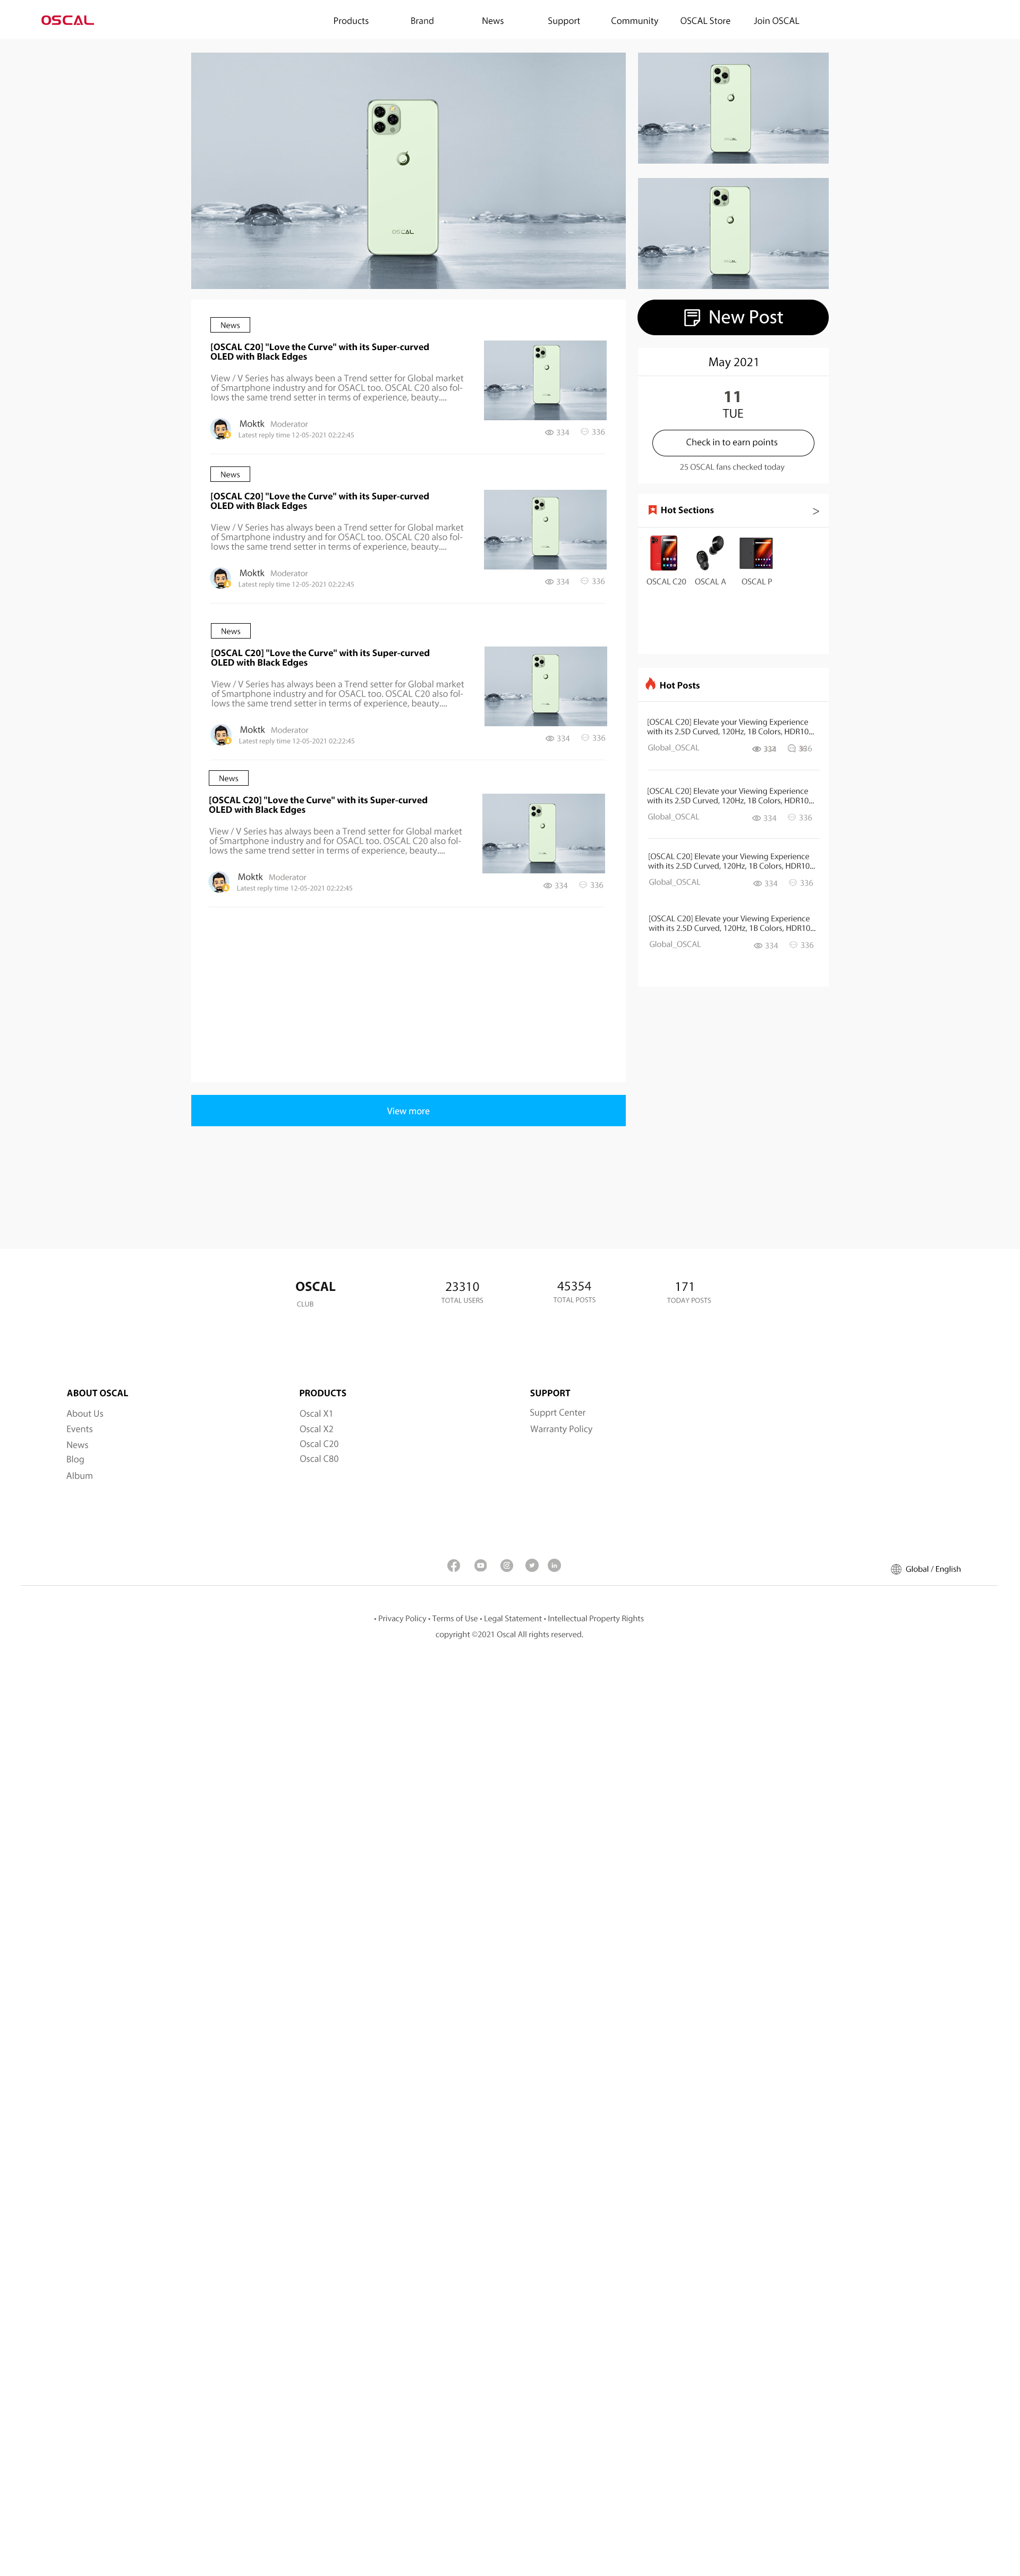 OSCAL
Products Brand News Support Community OSCAL Store Join OSCAL
OSCAL
News
[OSCAL C20] "Love the Curve" with its Super-curved
OLED with Black Edges
View / V Series has always been a Trend setter for Global market
of Smartphone industry and for OSACL too. OSCAL C20 also fol-
lows the same trend setter in terms of experience, beauty....
Moktk Moderator
Latest reply time 12-05-2021 02:22:45
334 336
News
[OSCAL C20] "Love the Curve" with its Super-curved
OLED with Black Edges
View / V Series has always been a Trend setter for Global market
of Smartphone industry and for OSACL too. OSCAL C20 also fol-
lows the same trend setter in terms of experience, beauty....
Moktk Moderator
Latest reply time 12-05-2021 02:22:45
334 336
News
[OSCAL C20] "Love the Curve" with its Super-curved
OLED with Black Edges
View / V Series has always been a Trend setter for Global market
of Smartphone industry and for OSACL too. OSCAL C20 also fol-
lows the same trend setter in terms of experience, beauty....
Moktk Moderator
Latest reply time 12-05-2021 02:22:45
334 336
News
[OSCAL C20] "Love the Curve" with its Super-curved
OLED with Black Edges
View / V Series has always been a Trend setter for Global market
of Smartphone industry and for OSACL too. OSCAL C20 also fol-
lows the same trend setter in terms of experience, beauty....
Moktk Moderator
Latest reply time 12-05-2021 02:22:45
334 336
View more
New Post
May 2021
11
TUE
Check in to earn points
25 OSCAL fans checked today
Hot Sections >
OSCAL C20 OSCAL A OSCAL P
Hot Posts
[OSCAL C20] Elevate your Viewing Experience
with its 2.5D Curved, 120Hz, 1B Colors, HDR10...
Global_OSCAL
[OSCAL C20] Elevate your Viewing Experience
with its 2.5D Curved, 120Hz, 1B Colors, HDR10...
Global_OSCAL 334 336
[OSCAL C20] Elevate your Viewing Experience
with its 2.5D Curved, 120Hz, 1B Colors, HDR10...
Global_OSCAL 334 336
[OSCAL C20] Elevate your Viewing Experience
with its 2.5D Curved, 120Hz, 1B Colors, HDR10...
Global_OSCAL 334 336
OSCAL 23310 45354 171
CLUB TOTAL USERS TOTAL POSTS TODAY POSTS
ABOUT OSCAL
About Us
Events
News
Blog
Album
PRODUCTS
Oscal X1
Oscal X2
Oscal C20
Oscal C80
SUPPORT
Supprt Center
Warranty Policy
Global / English
• Privacy Policy • Terms of Use • Legal Statement • Intellectual Property Rights
copyright ©2021 Oscal All rights reserved.